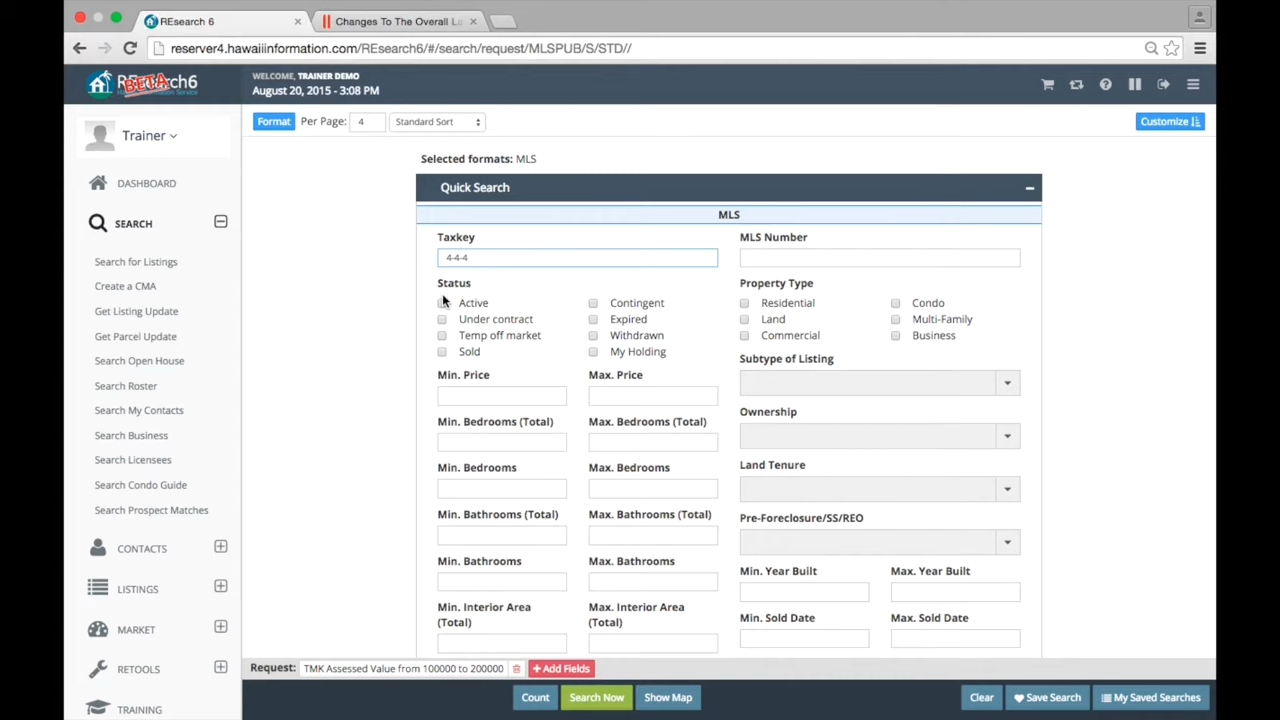 REsearch 6
Changes To The Overall La
reserver4.hawaiiinformation.com/REsearch6/#/search/request/MLSPUB/S/STD//
BETA
WELCOME, TRAINER DEMO
August 20, 2015 - 3:08 PM
Format Per Page: 4 Standard Sort Customize
Trainer
DASHBOARD
SEARCH
Search for Listings
Create a CMA
Get Listing Update
Get Parcel Update
Search Open House
Search Roster
Search My Contacts
Search Business
Search Licensees
Search Condo Guide
Search Prospect Matches
CONTACTS
LISTINGS
MARKET
RETOOLS
TRAINING
Selected formats: MLS
Quick Search
MLS
Taxkey MLS Number
4-4-4
Status Property Type
Active Contingent Residential Condo
Under contract Expired Land Multi-Family
Temp off market Withdrawn Commercial Business
Sold My Holding
Subtype of Listing
Min. Price Max. Price
Ownership
Min. Bedrooms (Total) Max. Bedrooms (Total)
Land Tenure
Min. Bedrooms Max. Bedrooms
Min. Bathrooms (Total) Max. Bathrooms (Total) Pre-Foreclosure/SS/REO
Min. Bathrooms Max. Bathrooms Min. Year Built Max. Year Built
Min. Interior Area (Total) Max. Interior Area (Total) Min. Sold Date Max. Sold Date
Request: TMK Assessed Value from 100000 to 200000 Add Fields
Count Search Now Show Map Clear Save Search My Saved Searches